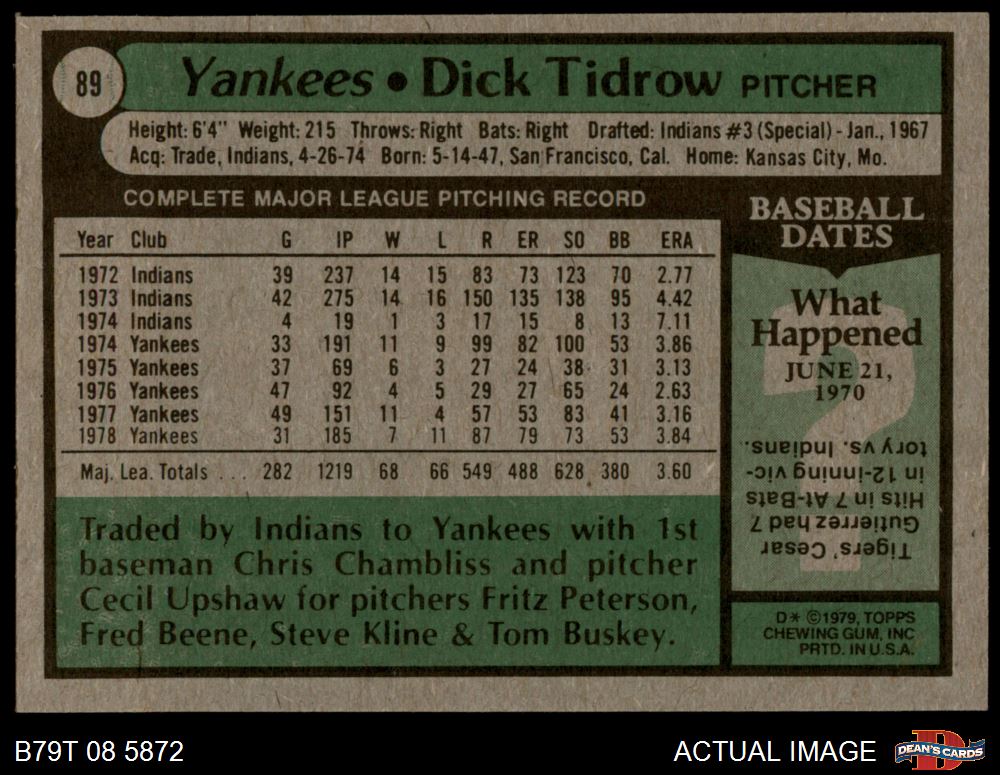 89
Yankees • Dick Tidrow PITCHER
Height: 6'4" Weight: 215 Throws: Right Bats: Right Drafted: Indians #3 (Special) - Jan., 1967
Acq: Trade, Indians, 4-26-74 Born: 5-14-47, San Francisco, Cal. Home: Kansas City, Mo.
COMPLETE MAJOR LEAGUE PITCHING RECORD
Year Club G IP W L R ER SO BB ERA
1972 Indians 39 237 14 15 83 73 123 70 2.77
1973 Indians 42 275 14 16 150 135 138 95 4.42
1974 Indians 4 19 1 3 17 15 8 13 7.11
1974 Yankees 33 191 11 9 99 82 100 53 3.86
1975 Yankees 37 69 6 3 27 24 38 31 3.13
1976 Yankees 47 92 4 5 29 27 65 24 2.63
1977 Yankees 49 151 11 4 57 53 83 41 3.16
1978 Yankees 31 185 7 11 87 79 73 53 3.84
Maj. Lea. Totals . . . 282 1219 68 66 549 488 628 380 3.60
Traded by Indians to Yankees with 1st
baseman Chris Chambliss and pitcher
Cecil Upshaw for pitchers Fritz Peterson,
Fred Beene, Steve Kline & Tom Buskey.
BASEBALL
DATES
What
Happened
JUNE 21,
1970
?
Tigers' Cesar
Gutierrez had 7
Hits in 7 At-Bats
in 12-inning vic-
tory vs. Indians.
D* ©1979, TOPPS
CHEWING GUM, INC
PRTD. IN U.S.A.
B79T 08 5872
ACTUAL IMAGE
D
DEAN'S CARDS